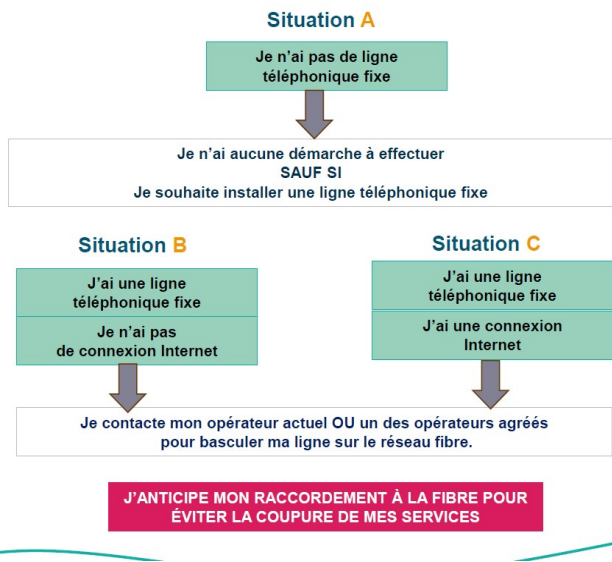 Situation A
Je n'ai pas de ligne
téléphonique fixe
Je n'ai aucune démarche à effectuer
SAUF SI
Je souhaite installer une ligne téléphonique fixe
Situation B
J'ai une ligne
téléphonique fixe
Je n'ai pas
de connexion Internet
Situation C
J'ai une ligne
téléphonique fixe
J'ai une connexion
Internet
Je contacte mon opérateur actuel OU un des opérateurs agréés
pour basculer ma ligne sur le réseau fibre.
J'ANTICIPE MON RACCORDEMENT À LA FIBRE POUR
ÉVITER LA COUPURE DE MES SERVICES